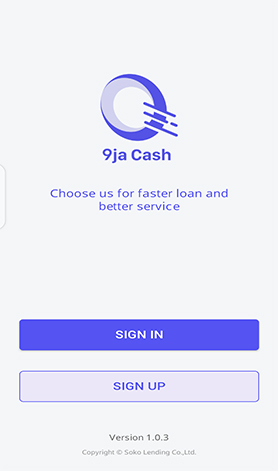 9ja Cash
Choose us for faster loan and
better service
SIGN IN
SIGN UP
Version 1.0.3
Copyright © Soko Lending Co.,Ltd.